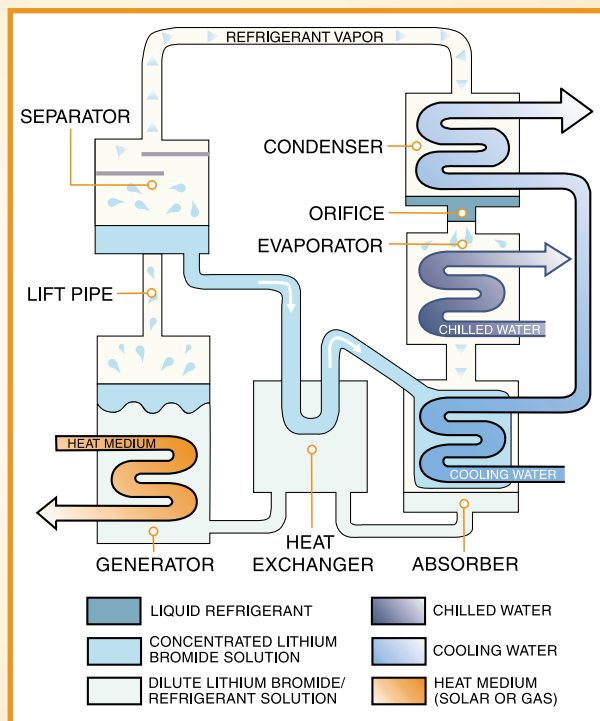 REFRIGERANT VAPOR
SEPARATOR
CONDENSER
ORIFICE
EVAPORATOR
LIFT PIPE
CHILLED WATER
HEAT MEDIUM
COOLING WATER
GENERATOR
HEAT
EXCHANGER
ABSORBER
LIQUID REFRIGERANT
CONCENTRATED LITHIUM
BROMIDE SOLUTION
DILUTE LITHIUM BROMIDE/
REFRIGERANT SOLUTION
CHILLED WATER
COOLING WATER
HEAT MEDIUM
(SOLAR OR GAS)